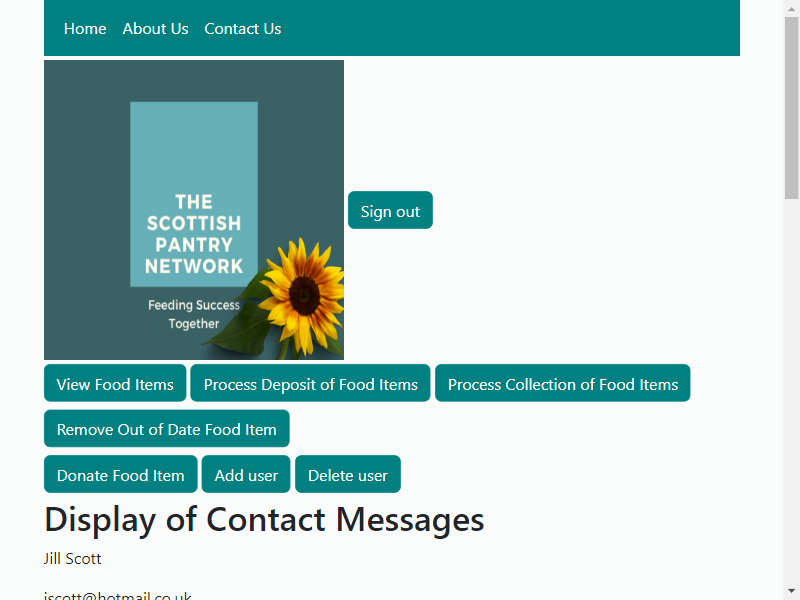 Home About Us Contact Us
THE
SCOTTISH
PANTRY
NETWORK
Feeding Success
Together
Sign out
View Food Items Process Deposit of Food Items Process Collection of Food Items
Remove Out of Date Food Item
Donate Food Item Add user Delete user
Display of Contact Messages
Jill Scott
jscott@hotmail.co.uk